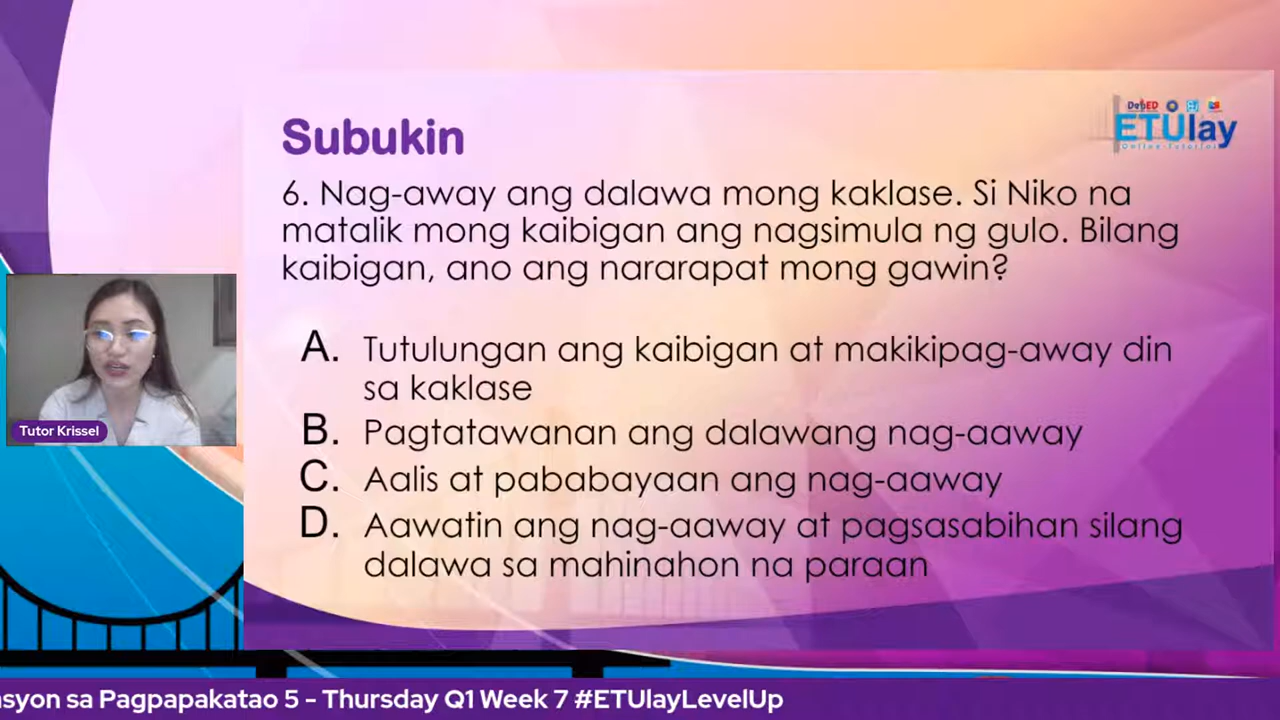 DepED
ETUlay
Subukin
6. Nag-away ang dalawa mong kaklase. Si Niko na
matalik mong kaibigan ang nagsimula ng gulo. Bilang
kaibigan, ano ang nararapat mong gawin?
A. Tutulungan ang kaibigan at makikipag-away din
sa kaklase
B. Pagtatawanan ang dalawang nag-aaway
C. Aalis at pababayaan ang nag-aaway
D. Aawatin ang nag-aaway at pagsasabihan silang
dalawa sa mahinahon na paraan
Tutor Krissel
syon sa Pagpapakatao 5 - Thursday Q1 Week 7 #ETUlayLevelUp